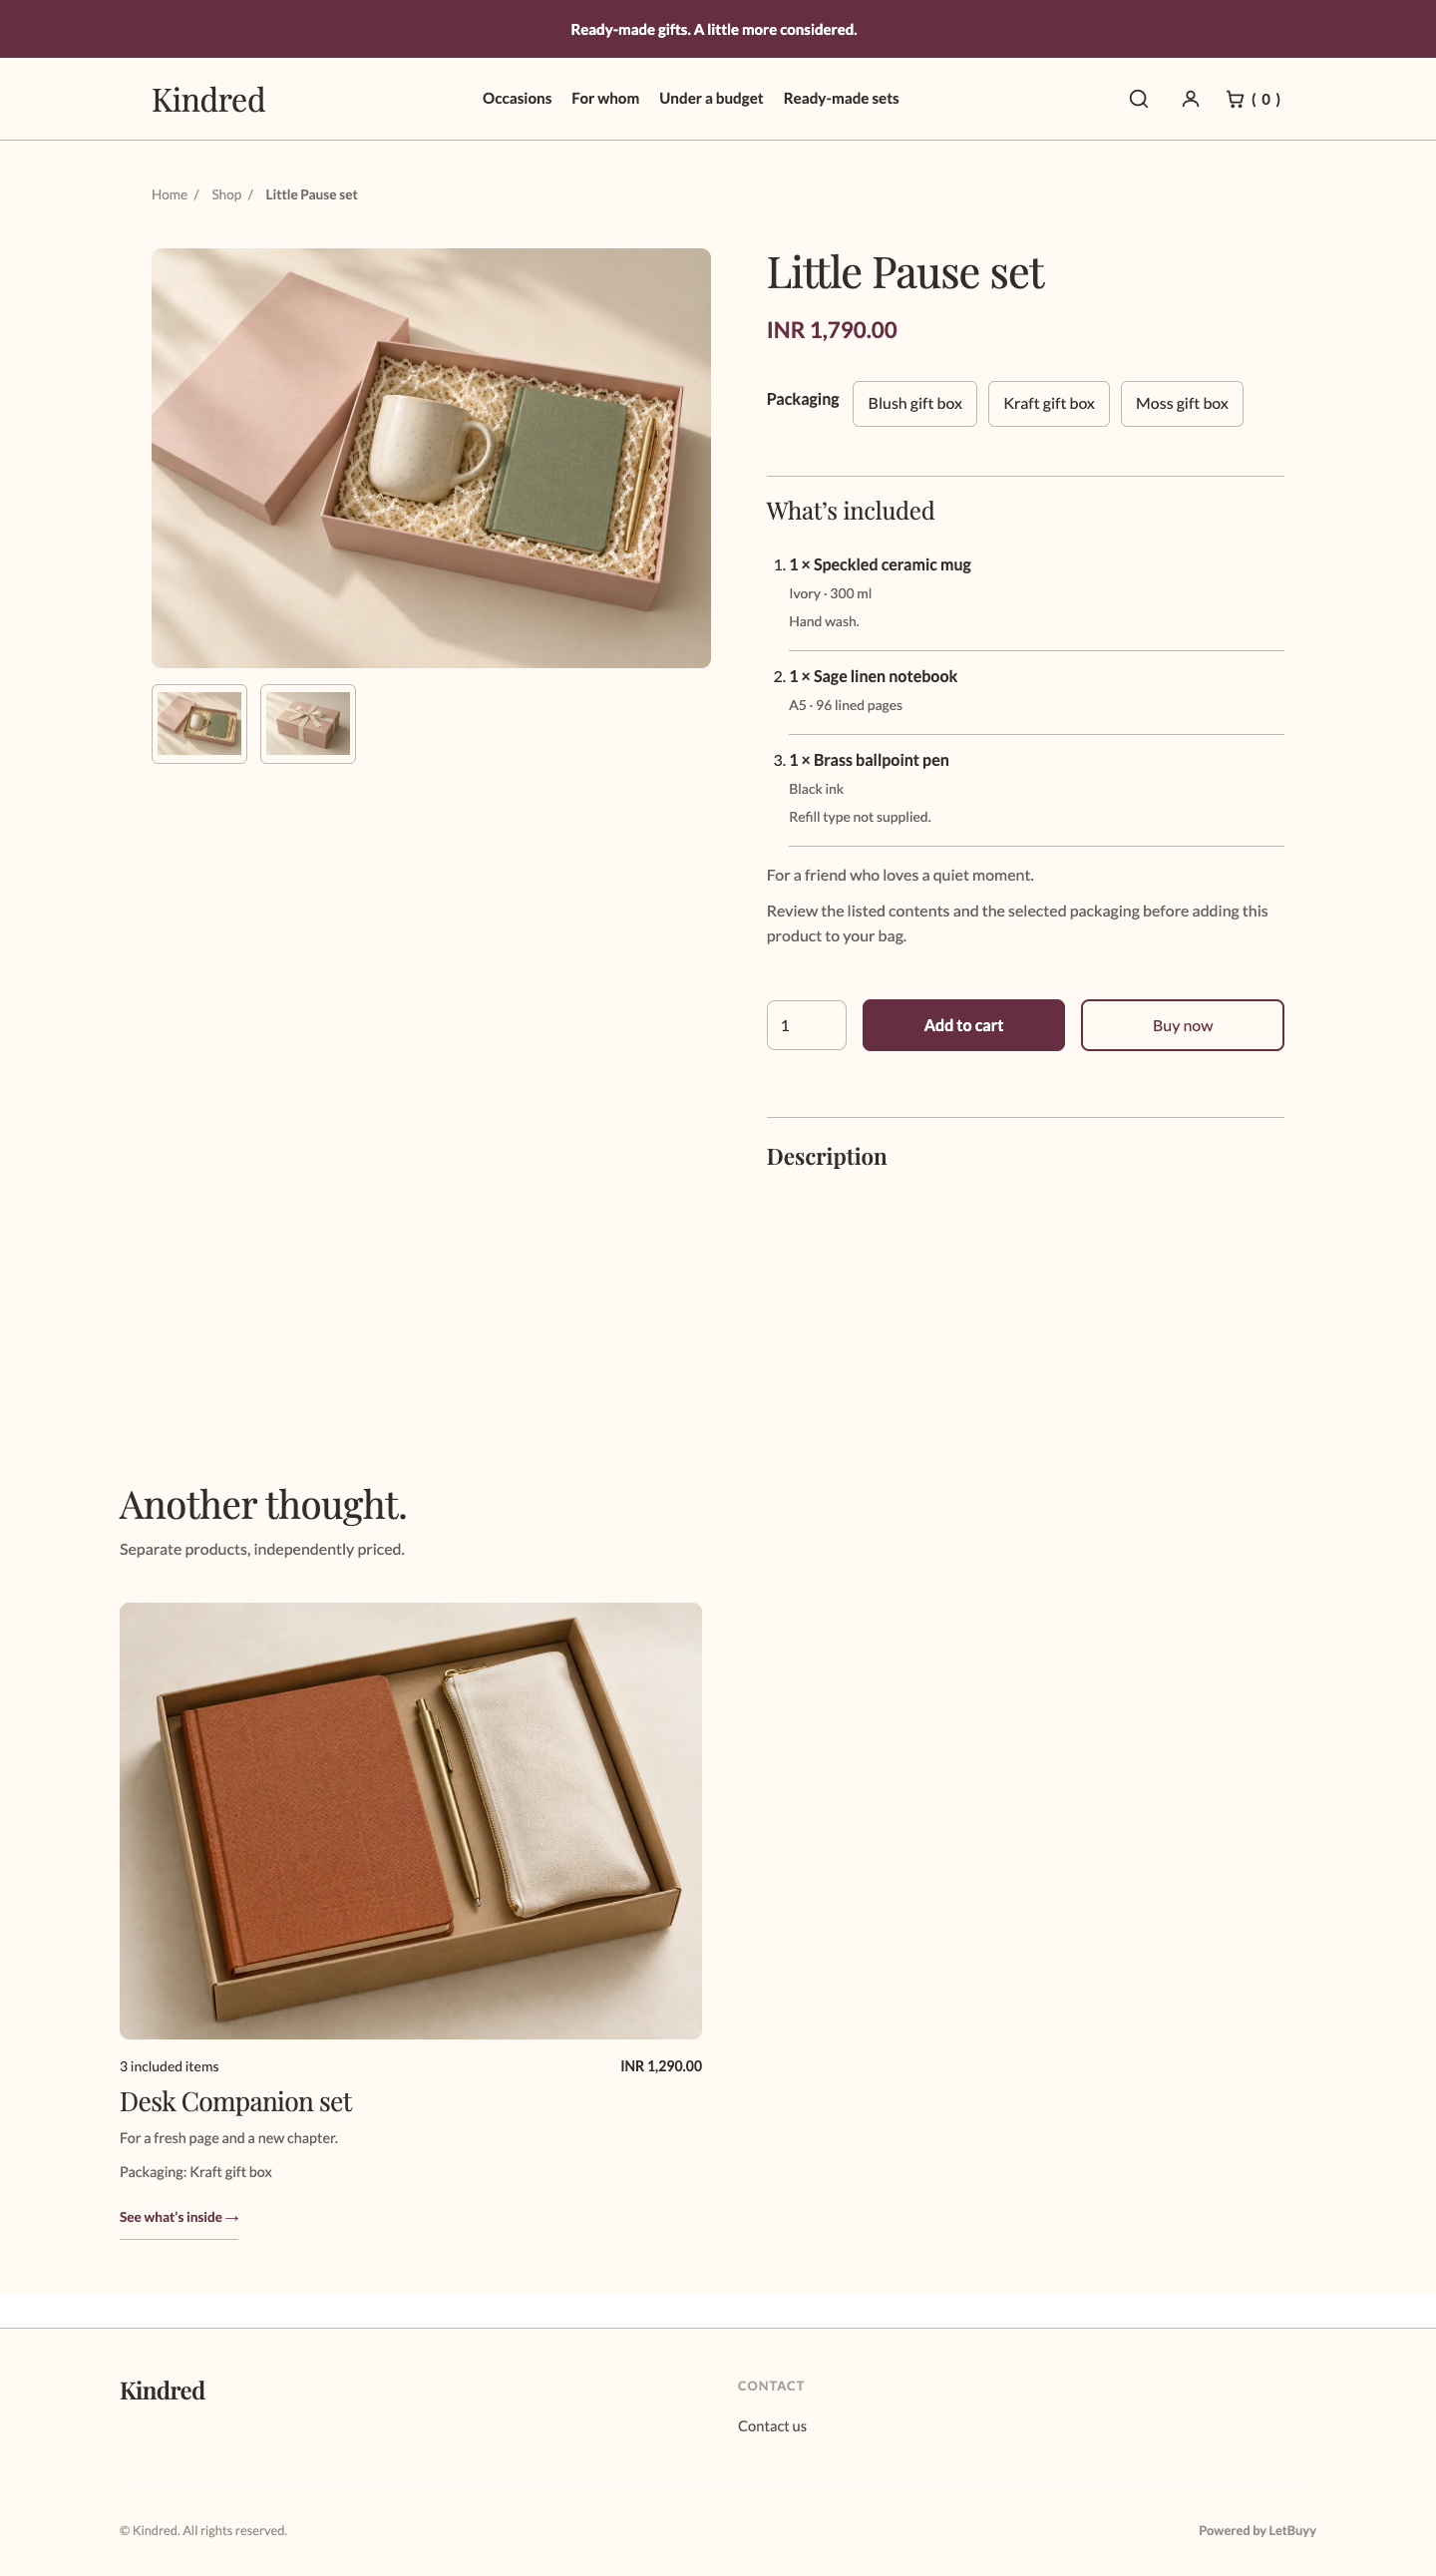 Ready-made gifts. A little more considered.
Kindred
Occasions For whom Under a budget Ready-made sets
( 0 )
Home / Shop / Little Pause set
Little Pause set
INR 1,790.00
Packaging Blush gift box Kraft gift box Moss gift box
What’s included
1. 1 × Speckled ceramic mug
Ivory · 300 ml
Hand wash.
2. 1 × Sage linen notebook
A5 · 96 lined pages
3. 1 × Brass ballpoint pen
Black ink
Refill type not supplied.
For a friend who loves a quiet moment.
Review the listed contents and the selected packaging before adding this
product to your bag.
1 Add to cart Buy now
Description
Another thought.
Separate products, independently priced.
3 included items INR 1,290.00
Desk Companion set
For a fresh page and a new chapter.
Packaging: Kraft gift box
See what’s inside →
Kindred
CONTACT
Contact us
© Kindred. All rights reserved.
Powered by LetBuyy